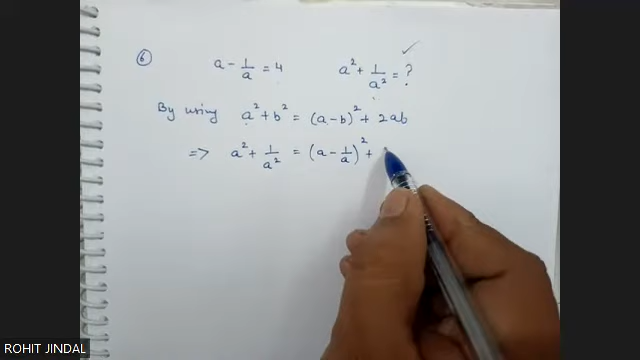 ⑥ a - 1/a = 4 a² + 1/a² = ? ✓
By using a² + b² = (a - b)² + 2ab
=> a² + 1/a² = (a - 1/a)² +
ROHIT JINDAL